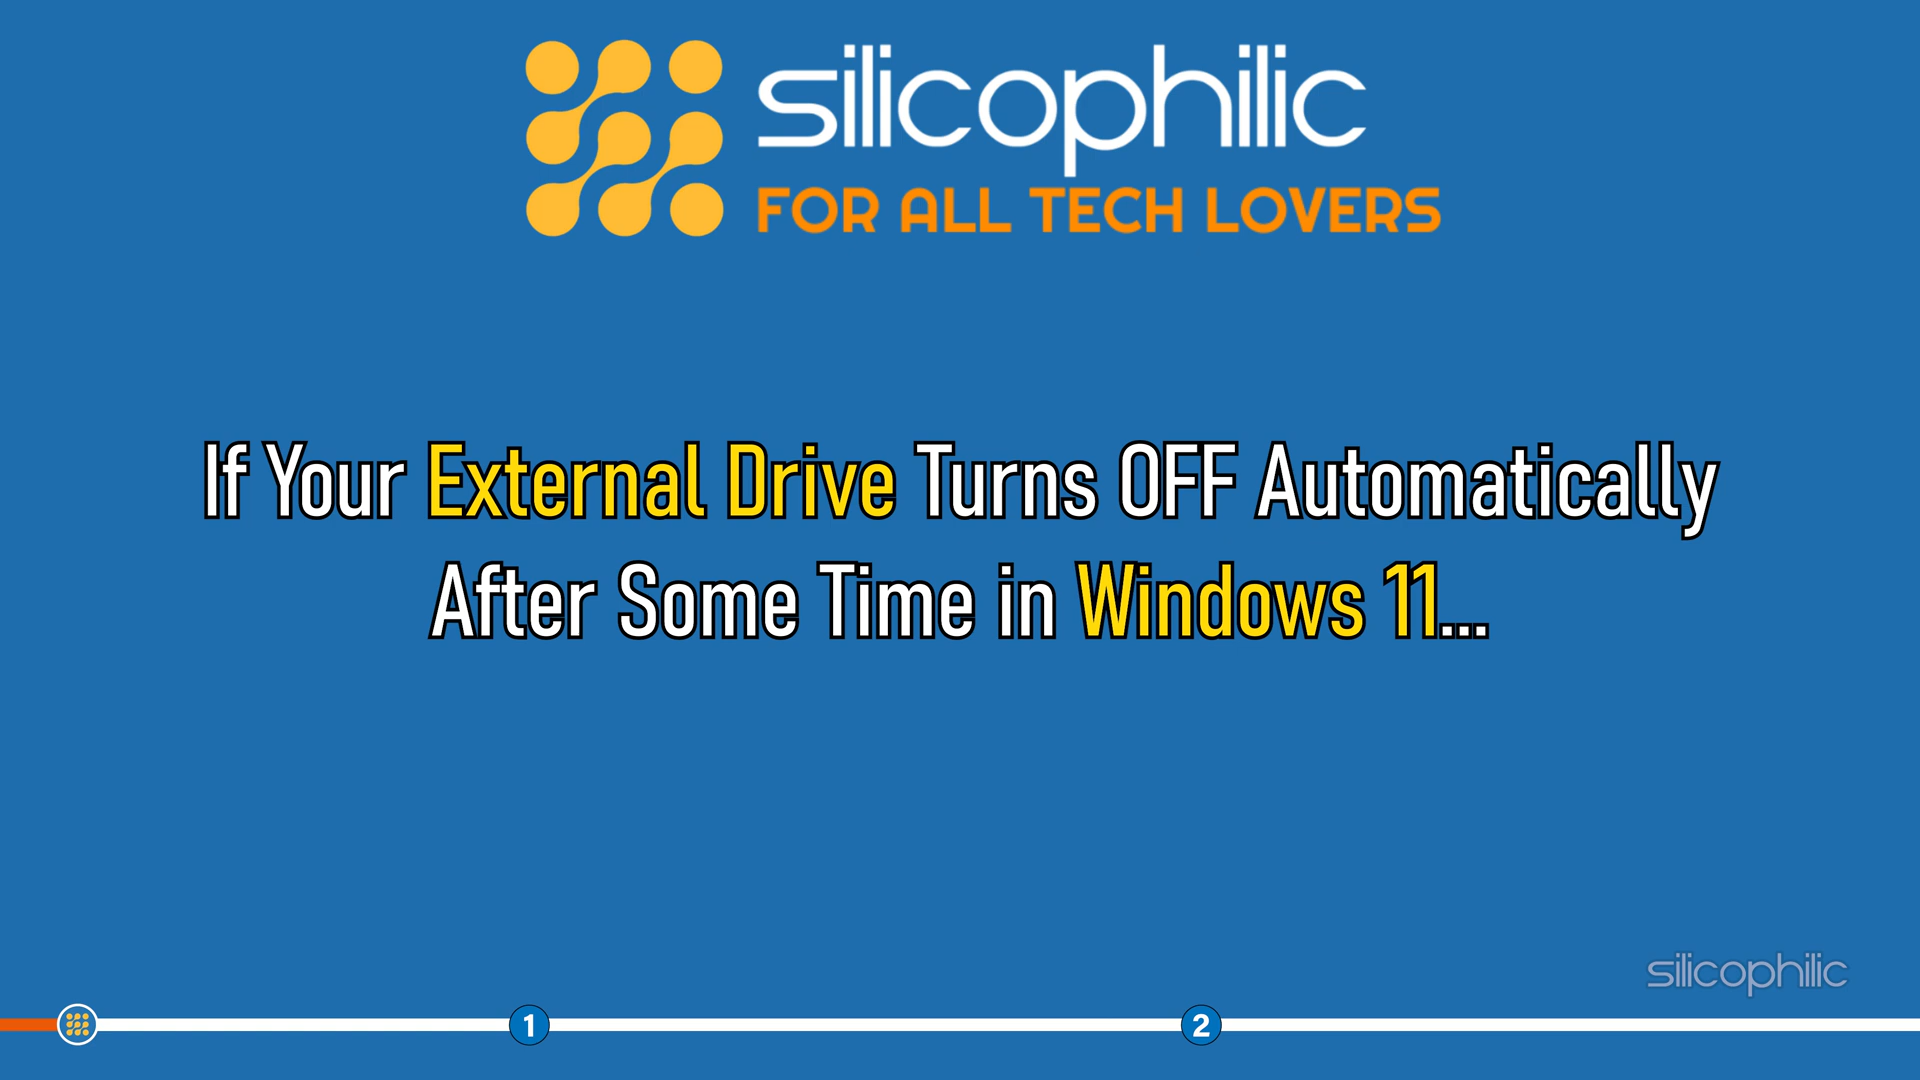 silicophilic
FOR ALL TECH LOVERS
If Your External Drive Turns OFF Automatically
After Some Time in Windows 11...
silicophilic
1
2